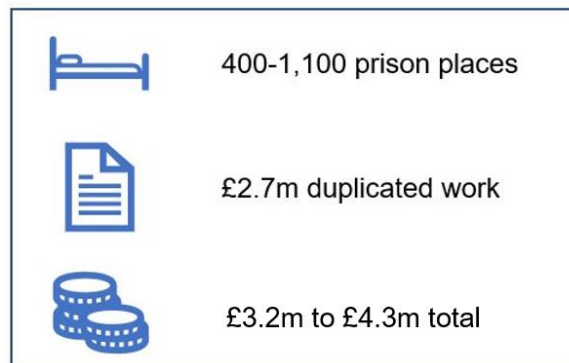 400-1,100 prison places
£2.7m duplicated work
£3.2m to £4.3m total